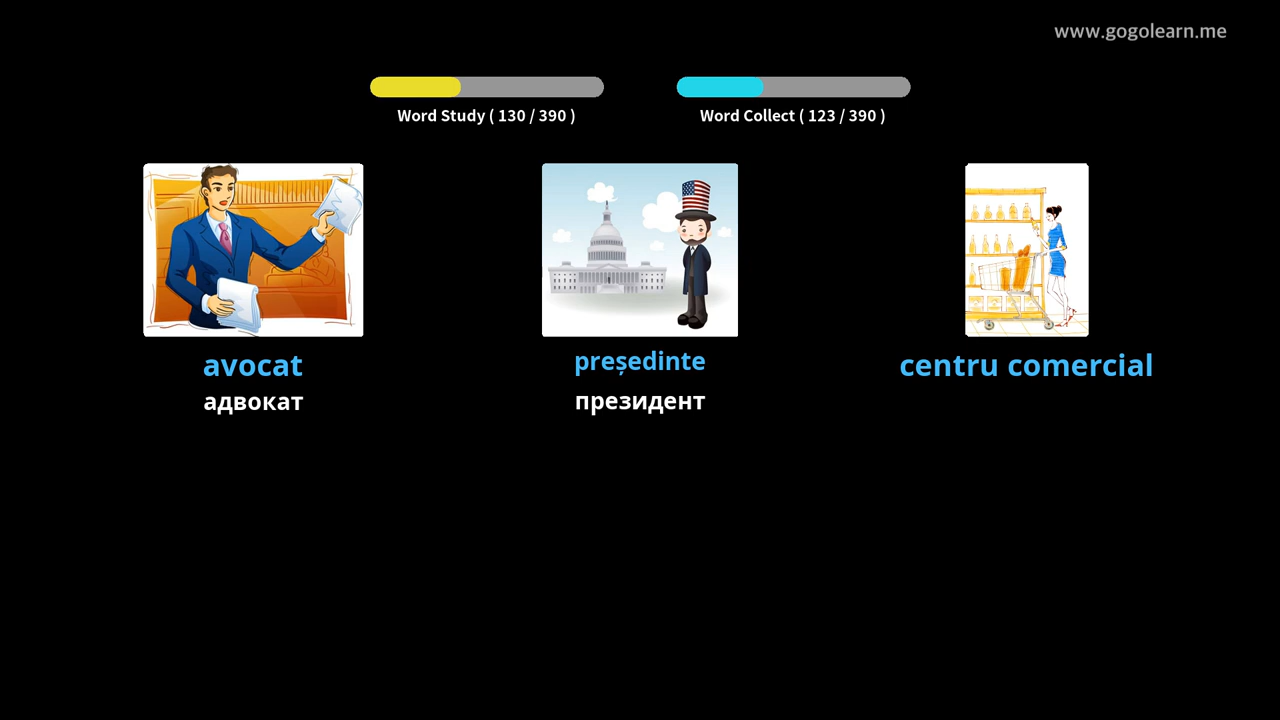 www.gogolearn.me
Word Study ( 130 / 390 )
Word Collect ( 123 / 390 )
avocat
адвокат
președinte
президент
centru comercial